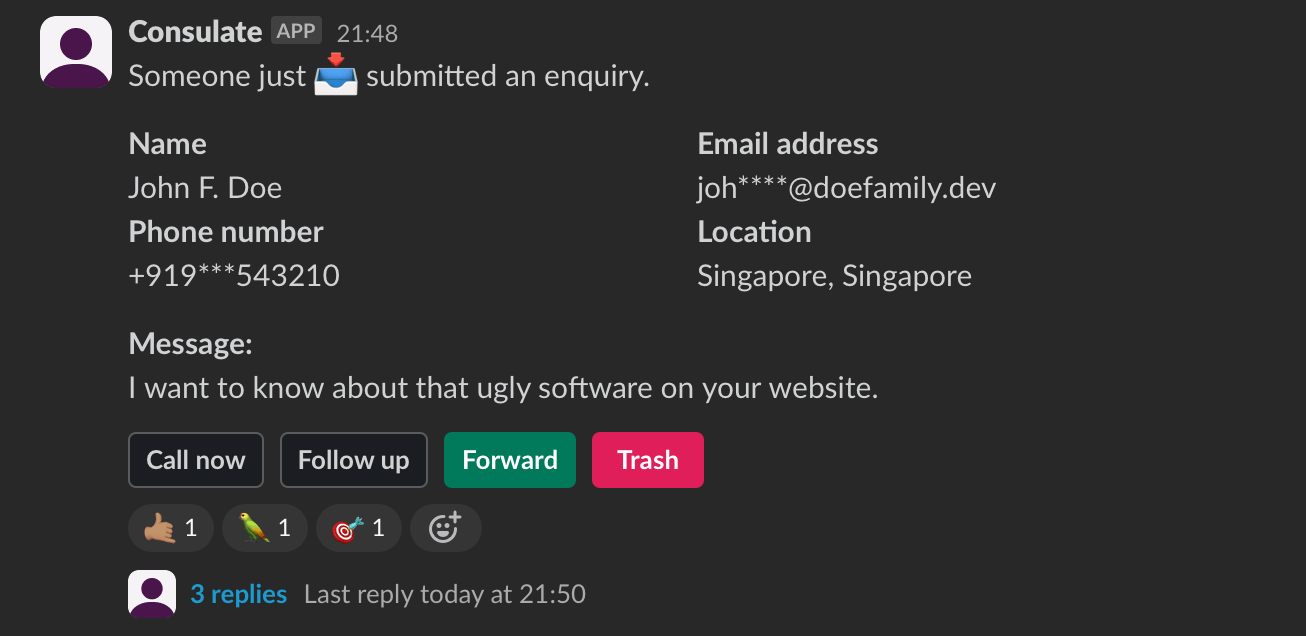 Consulate APP 21:48
Someone just submitted an enquiry.
Name
John F. Doe
Email address
joh****@doefamily.dev
Phone number
+919***543210
Location
Singapore, Singapore
Message:
I want to know about that ugly software on your website.
Call now Follow up Forward Trash
1 1 1
3 replies Last reply today at 21:50